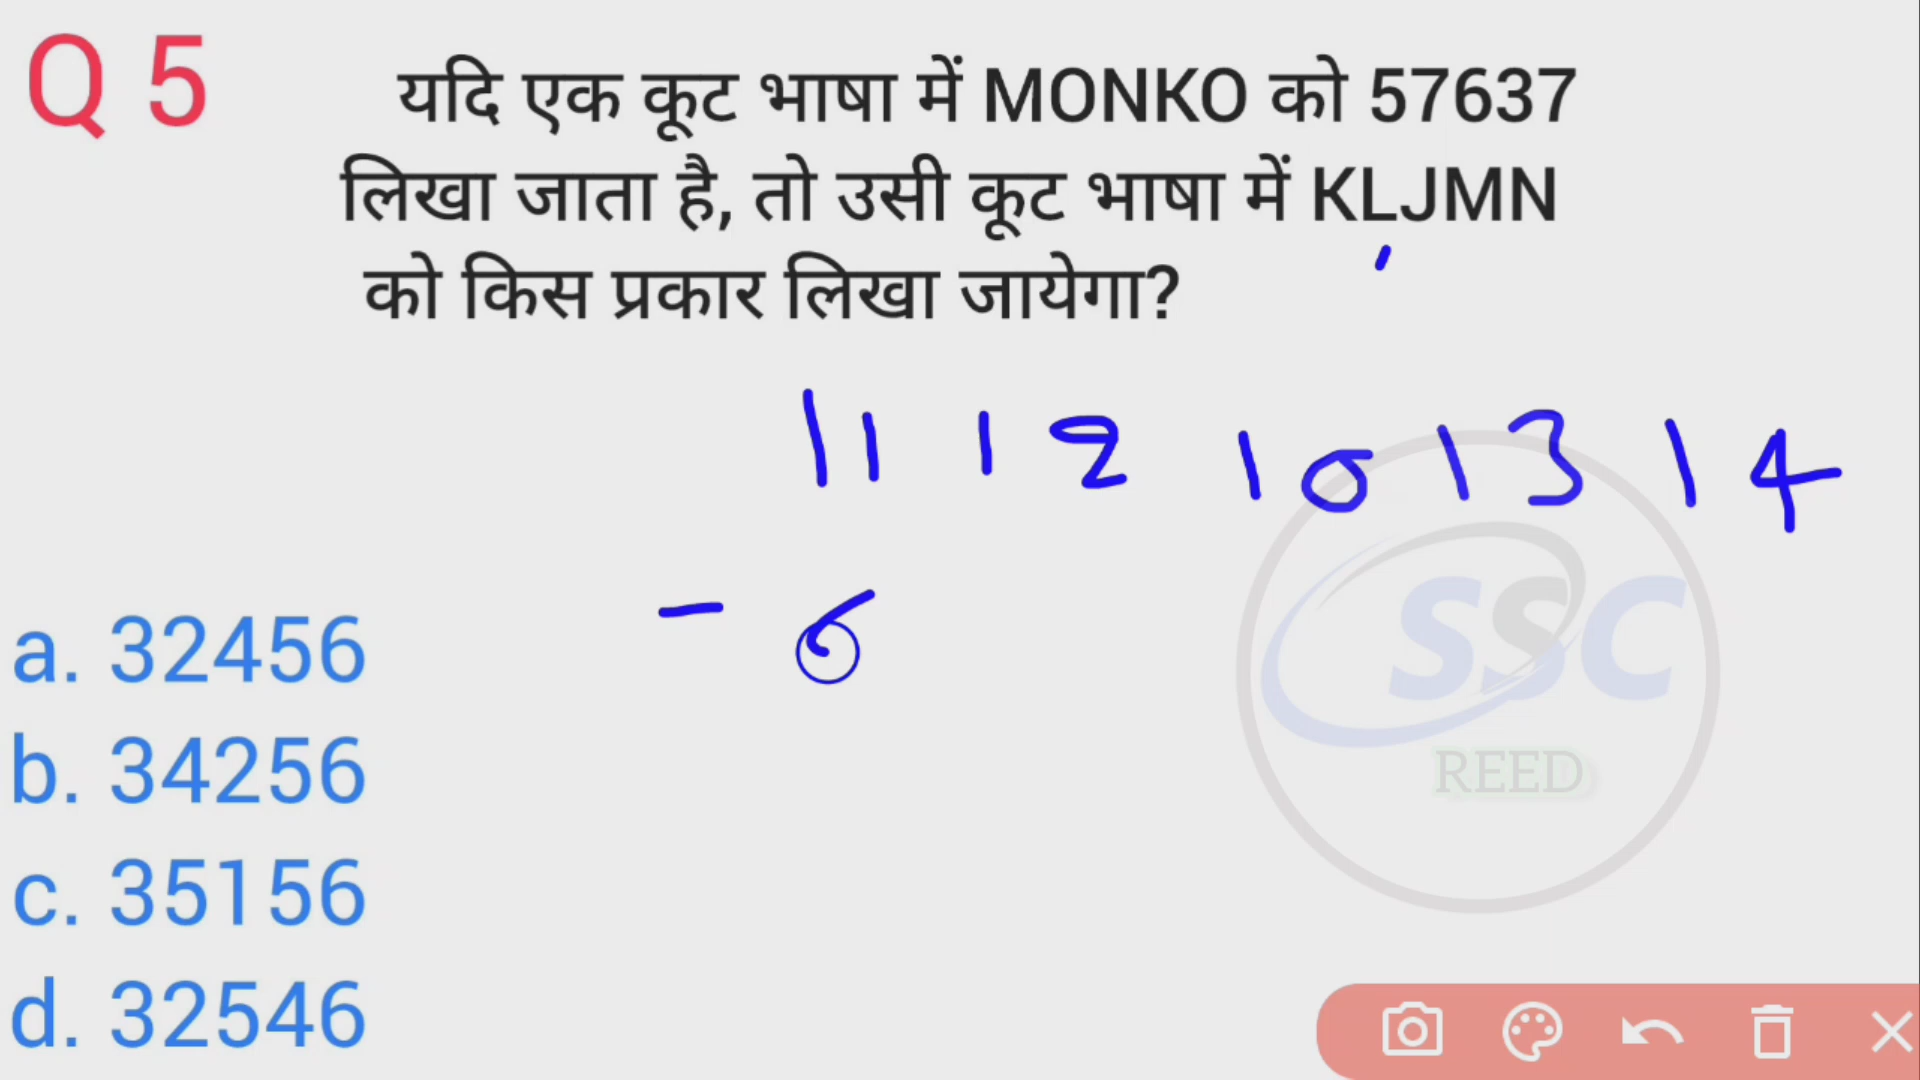 Q 5
यदि एक कूट भाषा में MONKO को 57637
लिखा जाता है, तो उसी कूट भाषा में KLJMN
को किस प्रकार लिखा जायेगा?
11 12 10 13 14
- 6
a. 32456
b. 34256
c. 35156
d. 32546
SSC
REED